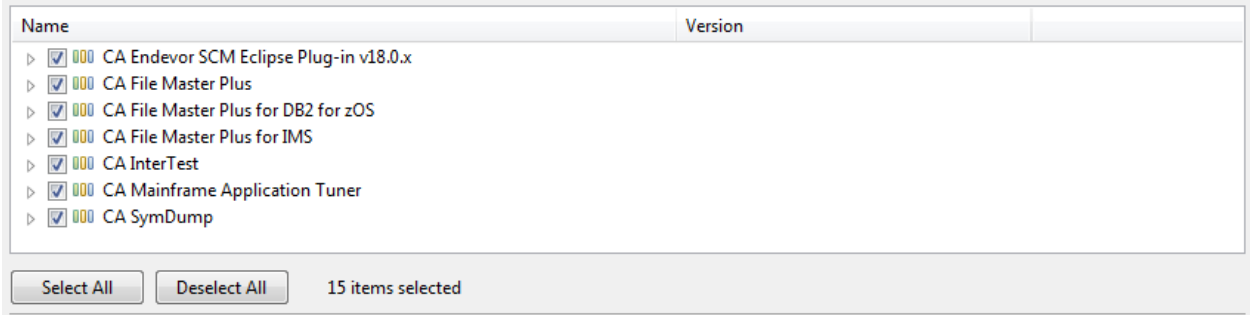 Name Version
CA Endevor SCM Eclipse Plug-in v18.0.x
CA File Master Plus
CA File Master Plus for DB2 for zOS
CA File Master Plus for IMS
CA InterTest
CA Mainframe Application Tuner
CA SymDump
Select All Deselect All 15 items selected